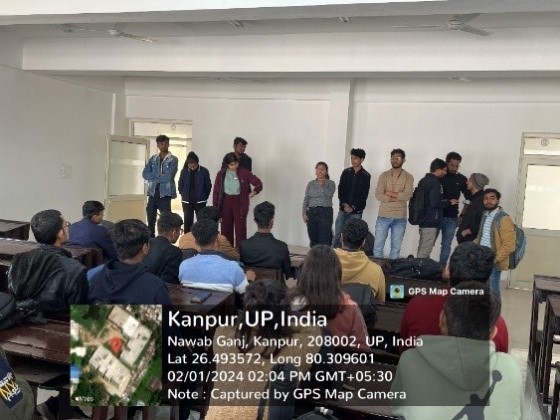 GPS Map Camera
Kanpur,UP,India
Nawab Ganj, Kanpur, 208002, UP, India
Lat 26.493572, Long 80.309601
02/01/2024 02:04 PM GMT+05:30
Note : Captured by GPS Map Camera